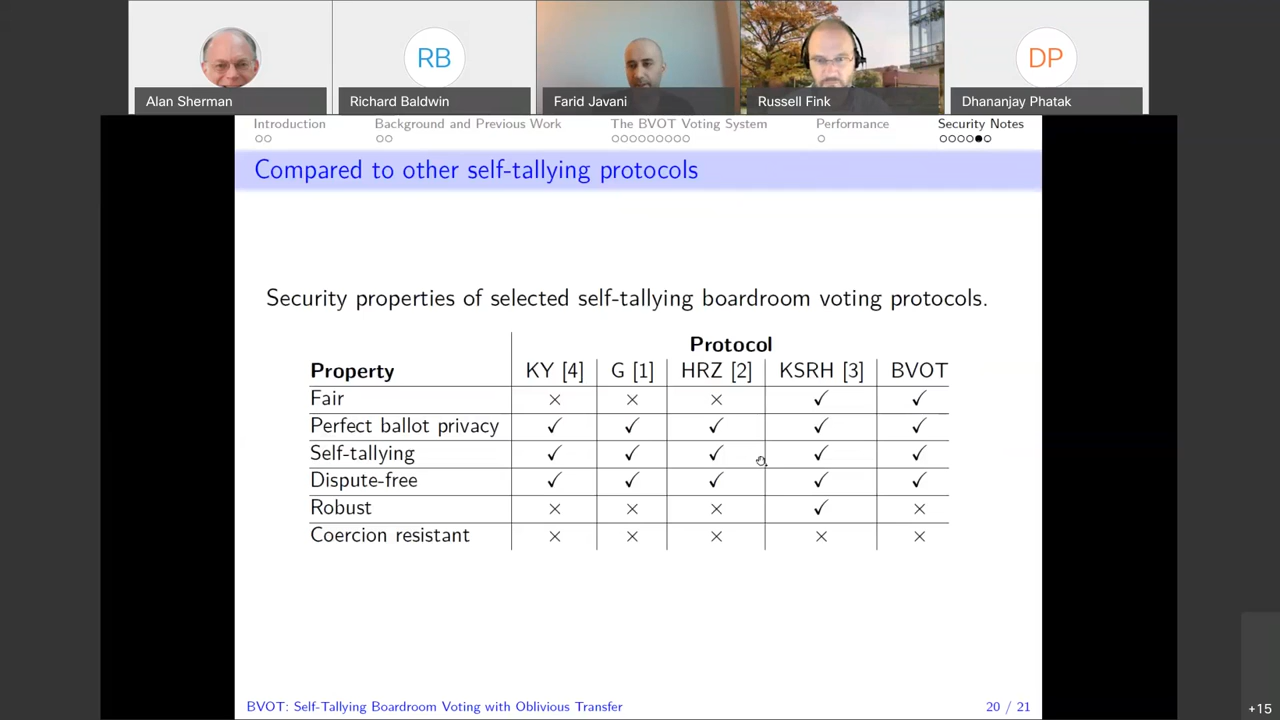 RB
DP
Alan Sherman
Richard Baldwin
Farid Javani
Russell Fink
Dhananjay Phatak
Introduction
Background and Previous Work
The BVOT Voting System
Performance
Security Notes
Compared to other self-tallying protocols
Security properties of selected self-tallying boardroom voting protocols.
Protocol
Property KY [4] G [1] HRZ [2] KSRH [3] BVOT
Fair × × × ✓ ✓
Perfect ballot privacy ✓ ✓ ✓ ✓ ✓
Self-tallying ✓ ✓ ✓ ✓ ✓
Dispute-free ✓ ✓ ✓ ✓ ✓
Robust × × × ✓ ×
Coercion resistant × × × × ×
BVOT: Self-Tallying Boardroom Voting with Oblivious Transfer
20 / 21
+15